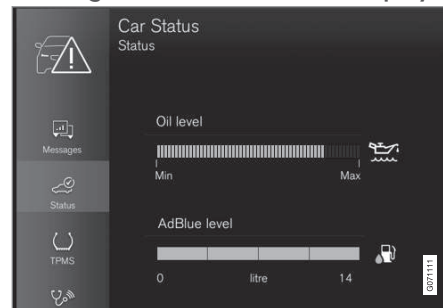 Car Status
Status
Messages
Status
TPMS
Oil level
Min Max
AdBlue level
0 litre 14
G071111